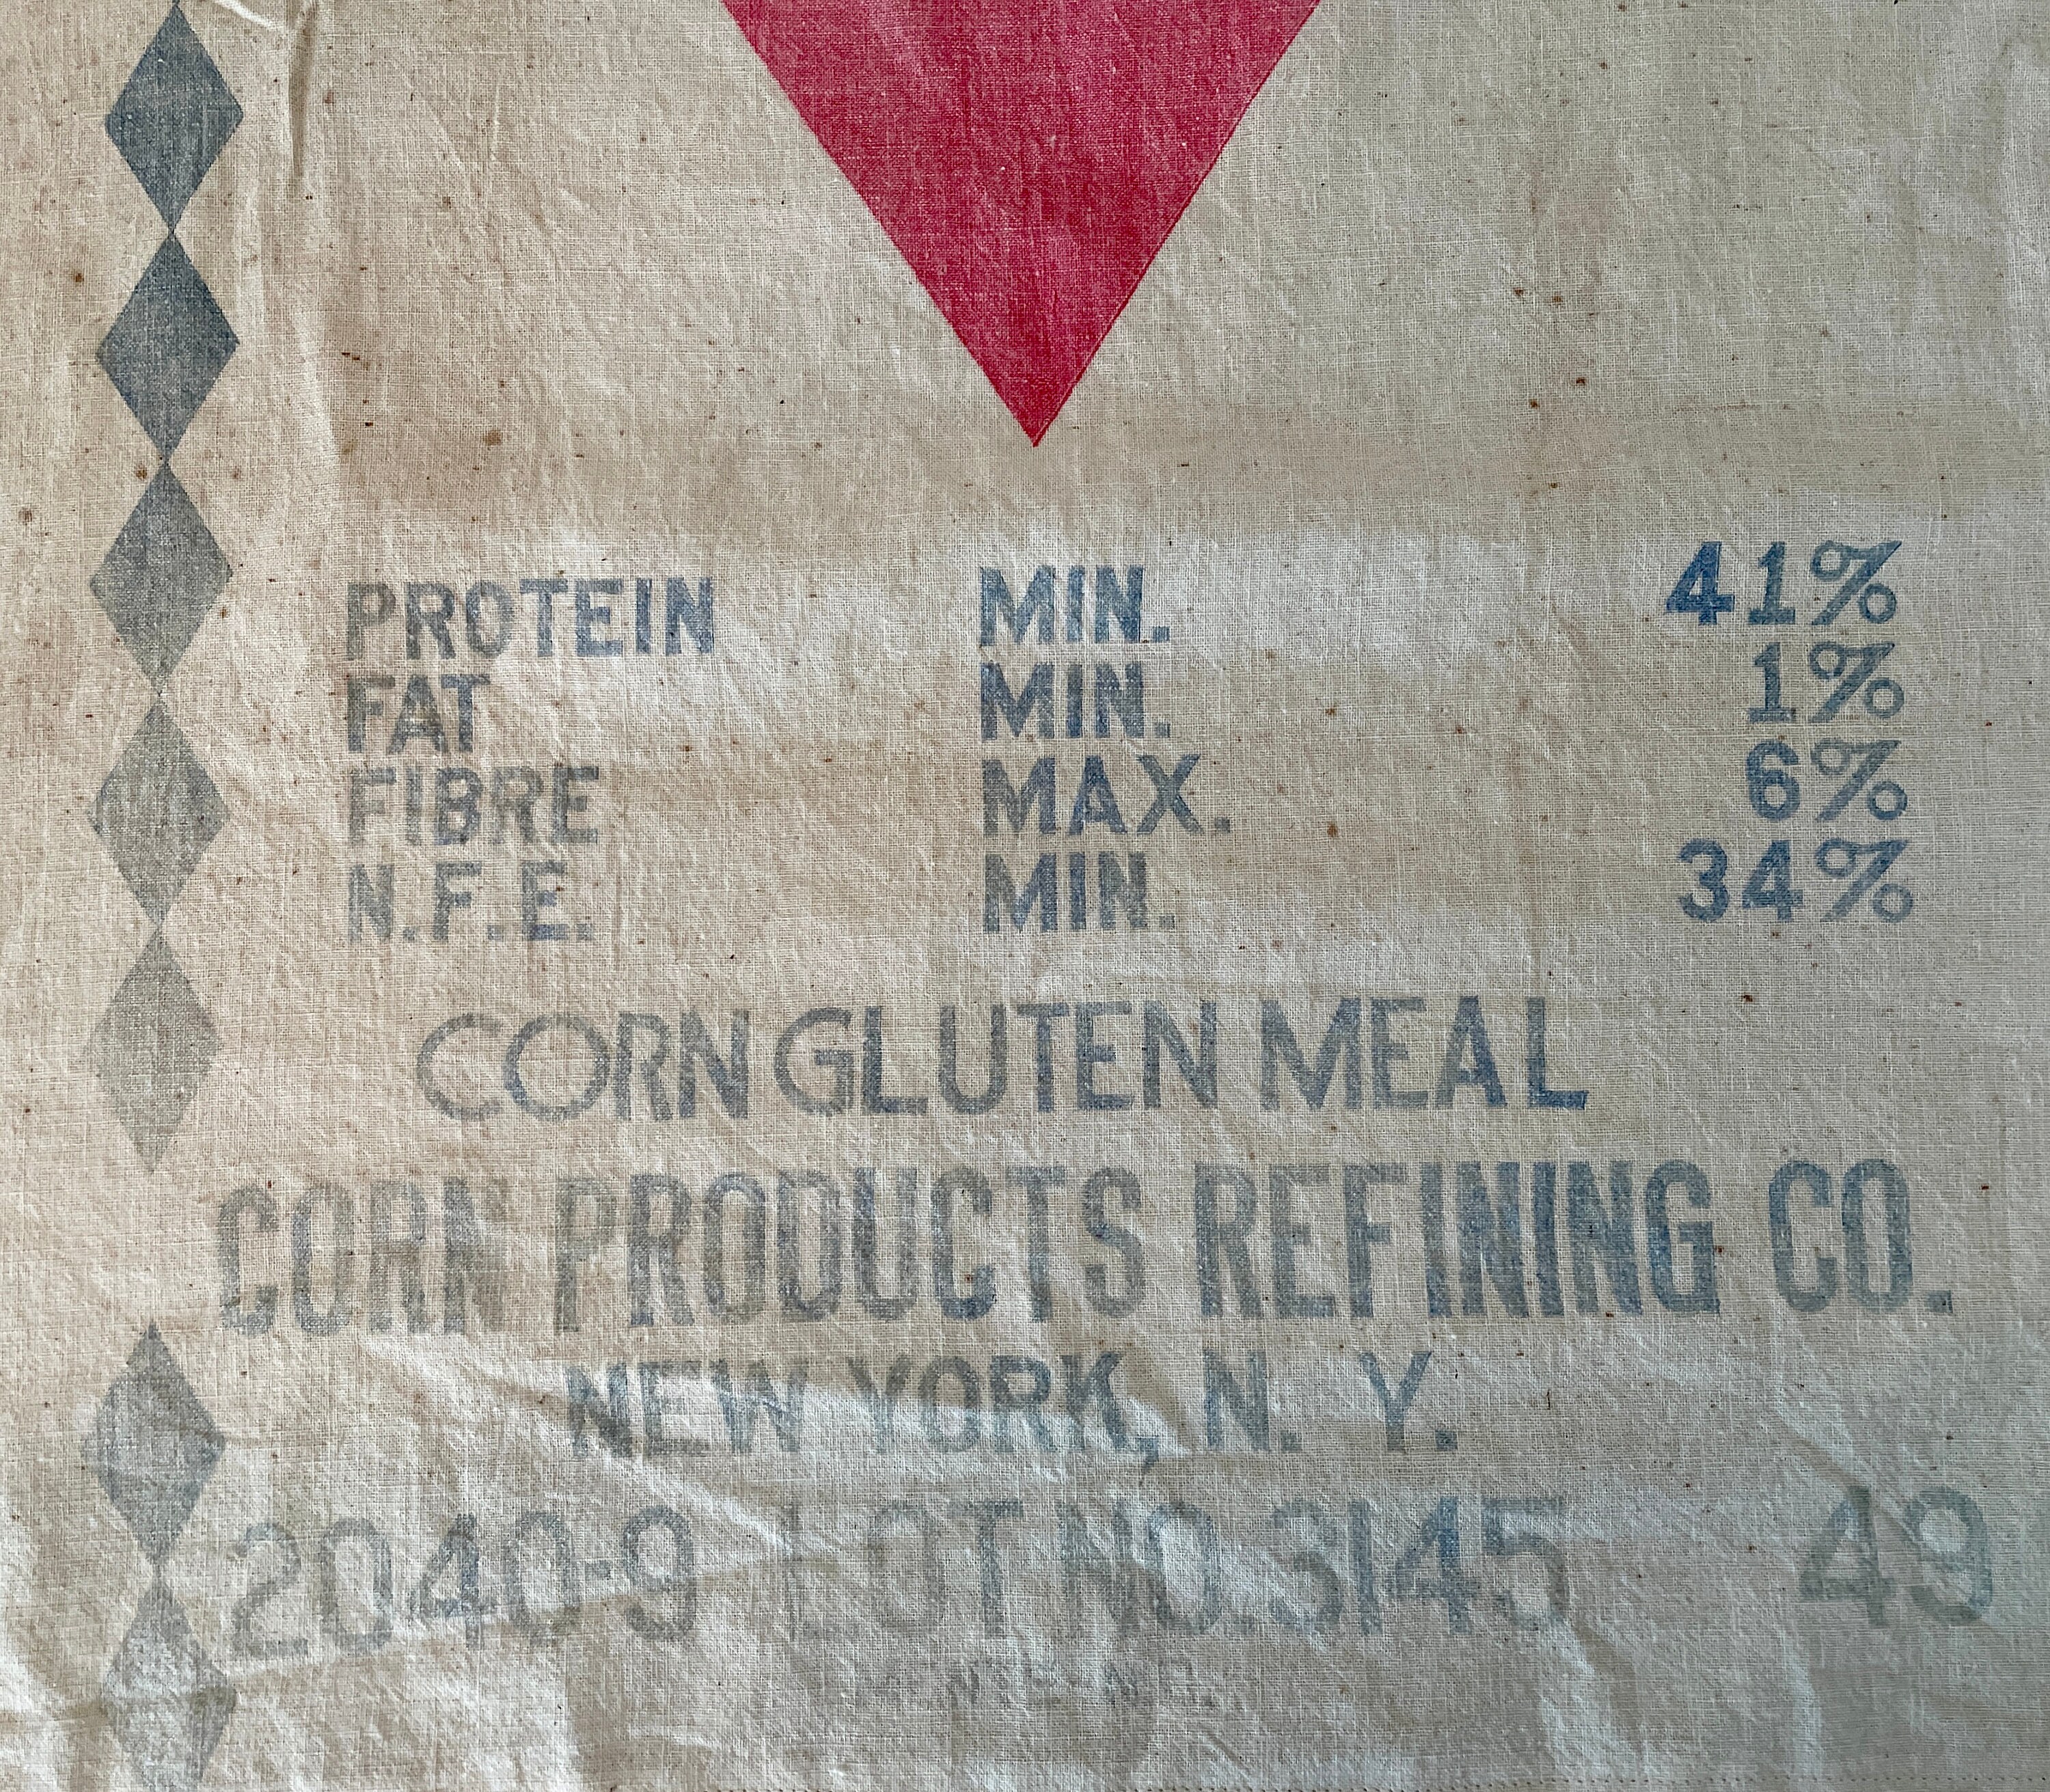 PROTEIN MIN. 41%
FAT MIN. 1%
FIBRE MAX. 6%
N.F.E. MIN. 34%
CORN GLUTEN MEAL
CORN PRODUCTS REFINING CO.
NEW YORK, N. Y.
2040-9 LOT NO. 3145 49